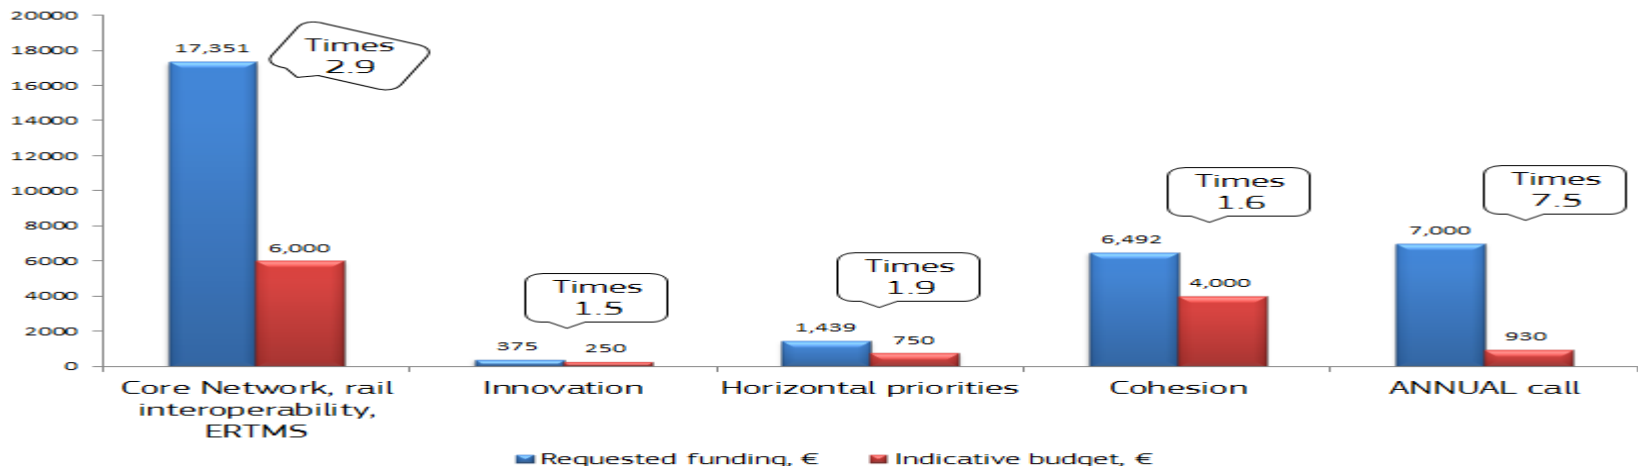 20000
18000
16000
14000
12000
10000
8000
6000
4000
2000
0
17,351
6,000
Times
2.9
375
250
Times
1.5
1,439
750
Times
1.9
6,492
4,000
Times
1.6
7,000
930
Times
7.5
Core Network, rail
interoperability,
ERTMS
Innovation
Horizontal priorities
Cohesion
ANNUAL call
Requested funding, €
Indicative budget, €